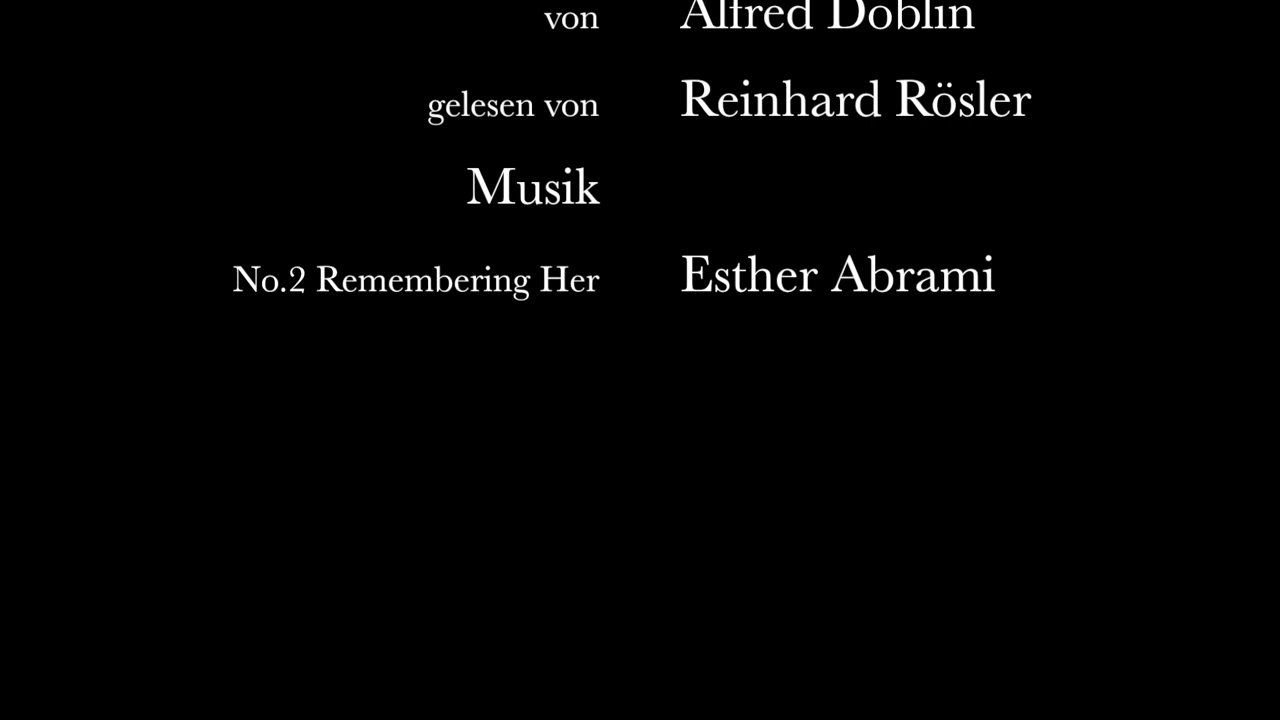 von Alfred Döblin
gelesen von Reinhard Rösler
Musik
No.2 Remembering Her Esther Abrami